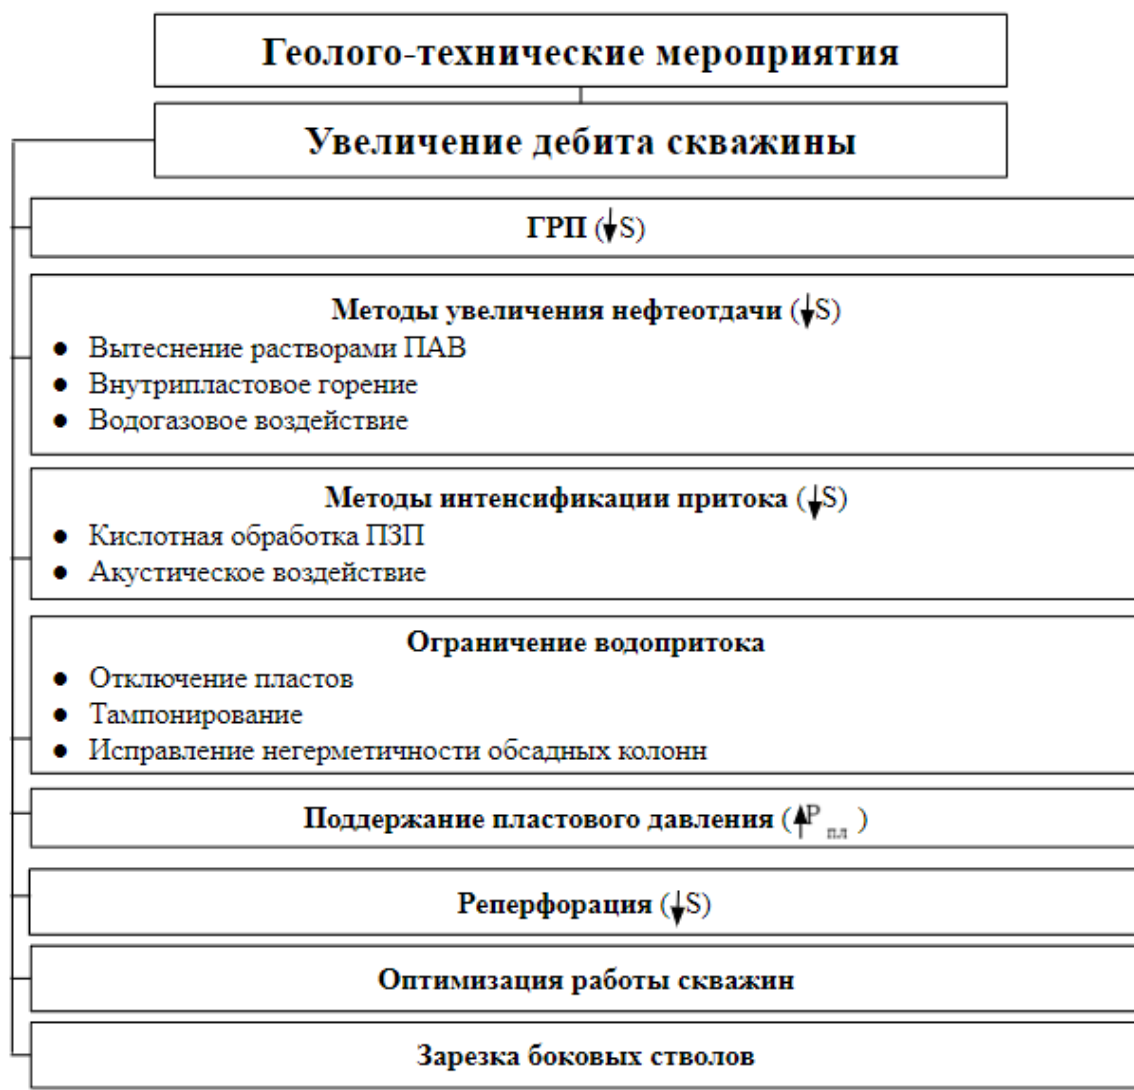 Геолого-технические мероприятия
Увеличение дебита скважины
ГРП (↓S)
Методы увеличения нефтеотдачи (↓S)
● Вытеснение растворами ПАВ
● Внутрипластовое горение
● Водогазовое воздействие
Методы интенсификации притока (↓S)
● Кислотная обработка ПЗП
● Акустическое воздействие
Ограничение водопритока
● Отключение пластов
● Тампонирование
● Исправление негерметичности обсадных колонн
Поддержание пластового давления (↑P пл )
Реперфорация (↓S)
Оптимизация работы скважин
Зарезка боковых стволов